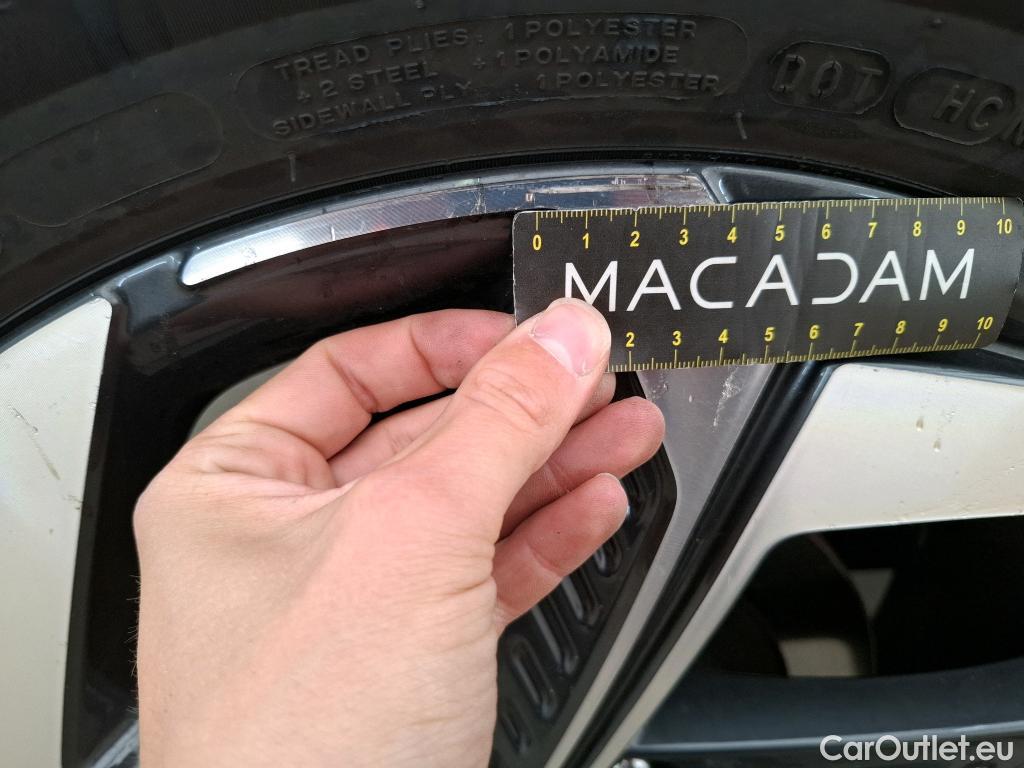 TREAD PLIES: 1 POLYESTER
+ 2 STEEL + 1 POLYAMIDE
SIDEWALL PLY : 1 POLYESTER
DOT
HC
0 1 2 3 4 5 6 7 8 9 10
MACADAM
2 3 4 5 6 7 8 9 10
CarOutlet.eu